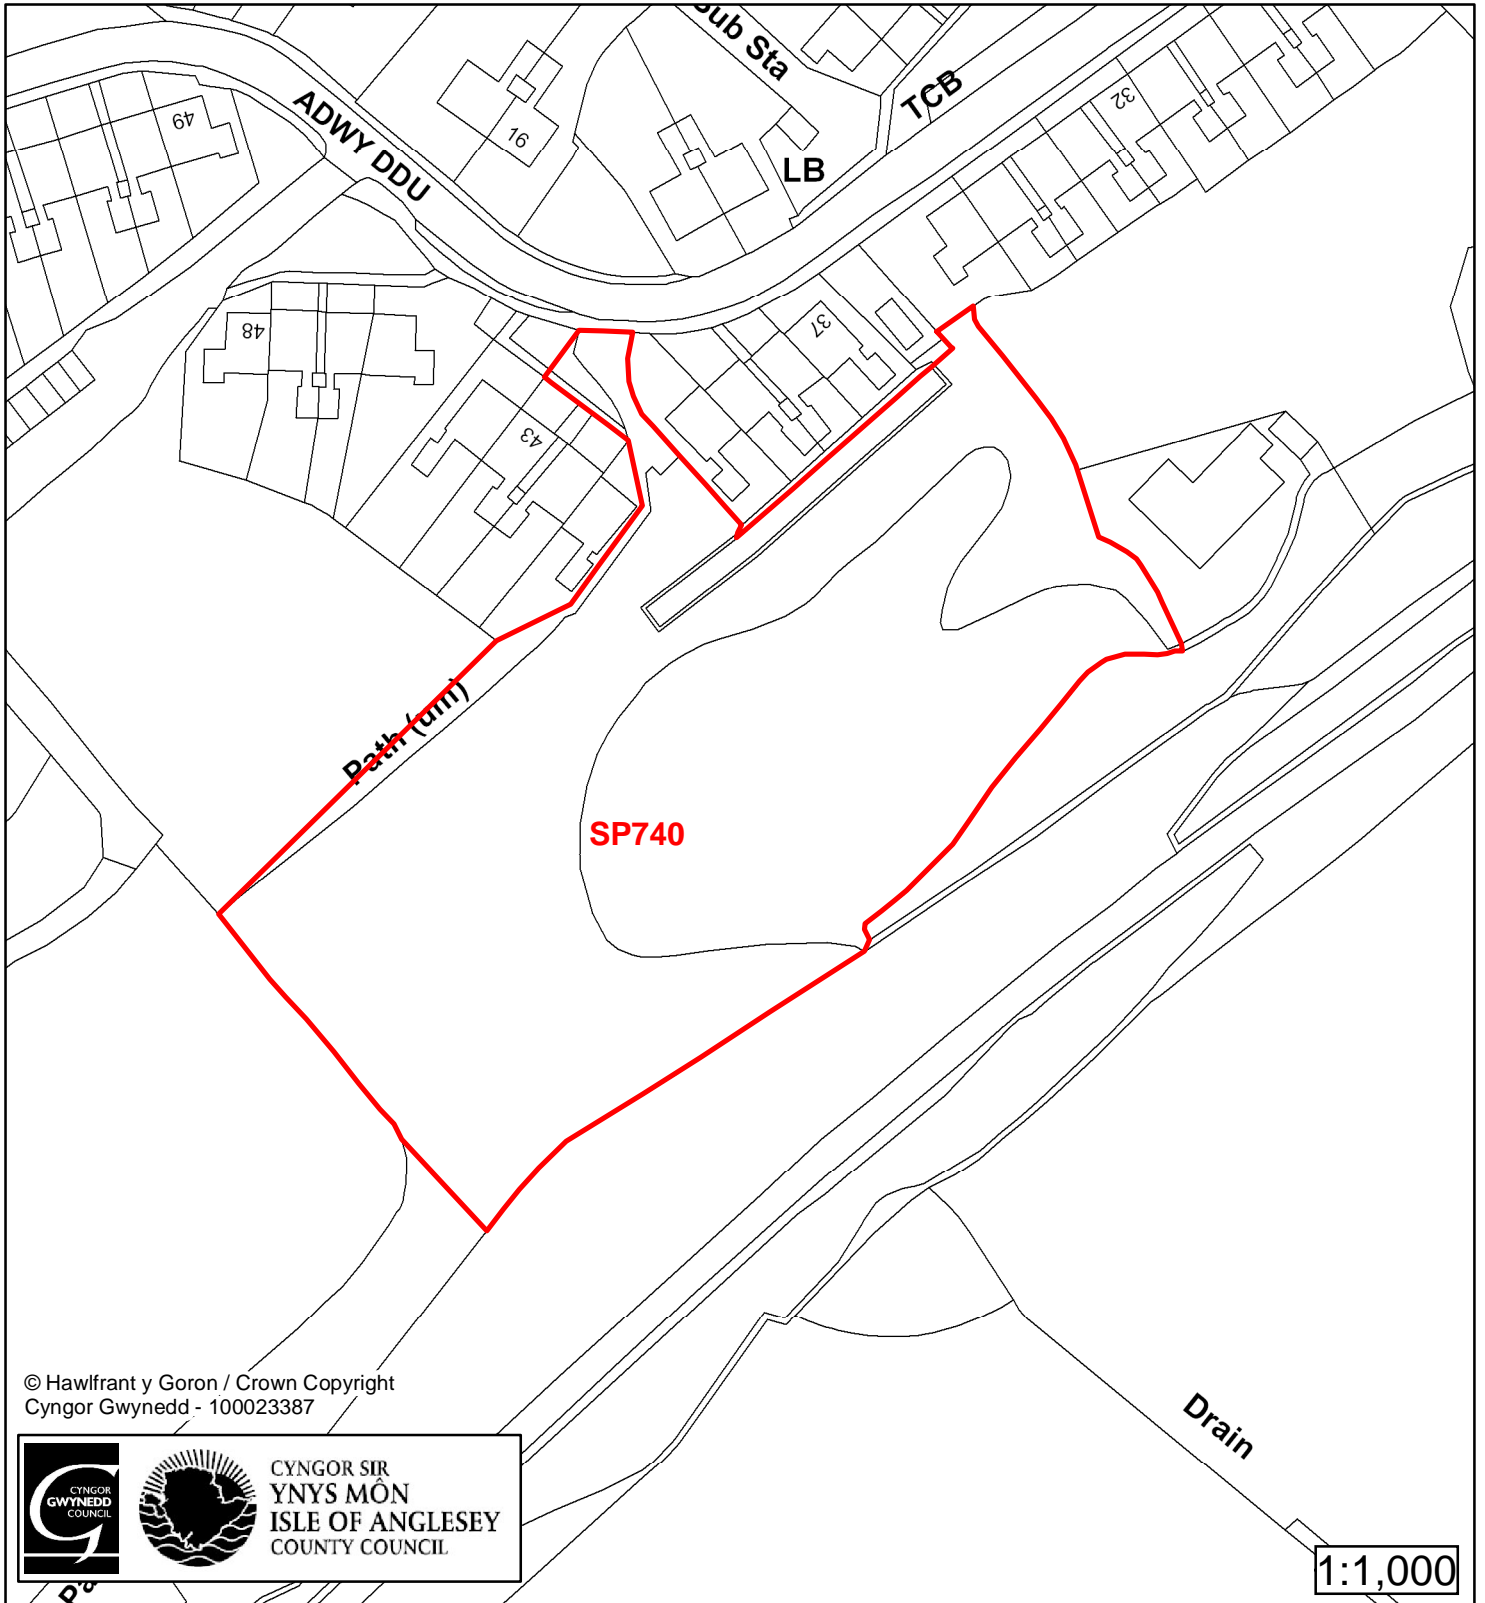 Sub Sta
TCB
32
49
ADWY DDU
16
LB
37
48
43
Path (um)
SP740
© Hawlfrant y Goron / Crown Copyright
Cyngor Gwynedd - 100023387
Drain
CYNGOR
GWYNEDD
COUNCIL
CYNGOR SIR
YNYS MÔN
ISLE OF ANGLESEY
COUNTY COUNCIL
1:1,000